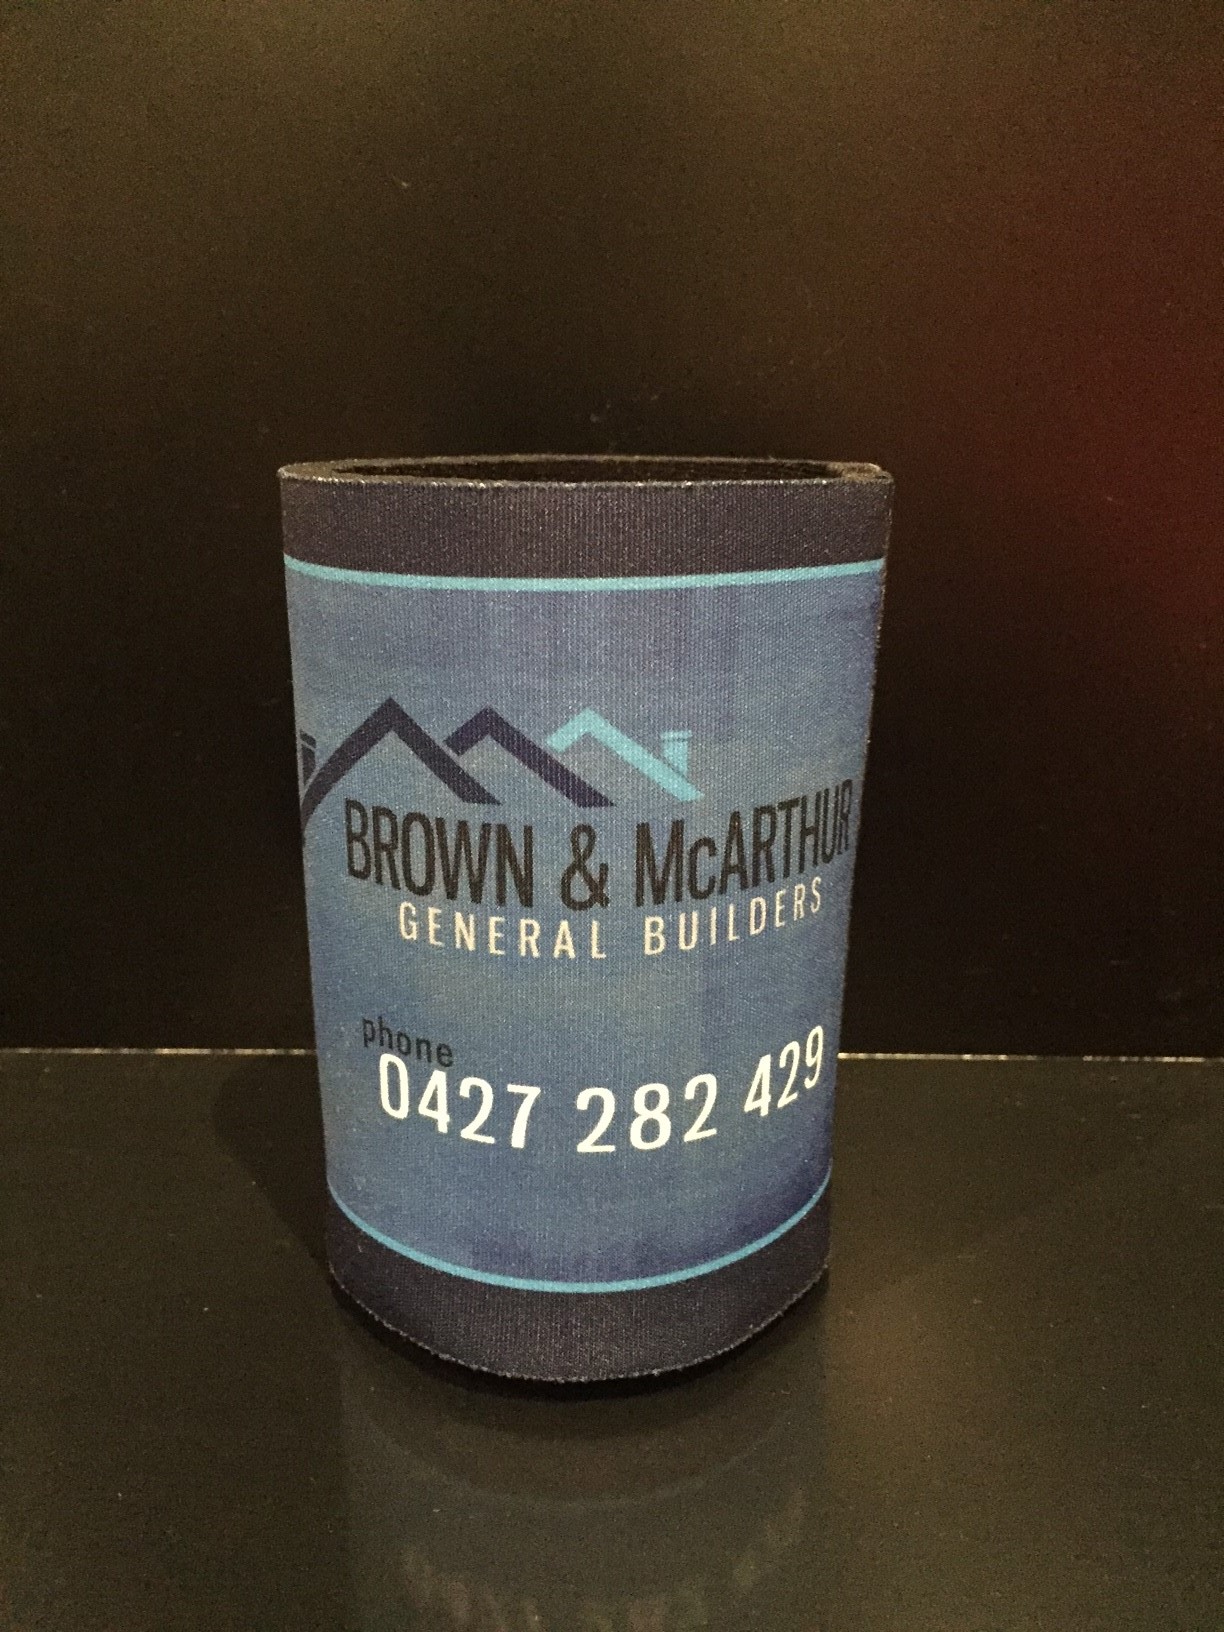 BROWN & McARTHUR
GENERAL BUILDERS
phone
0427 282 429